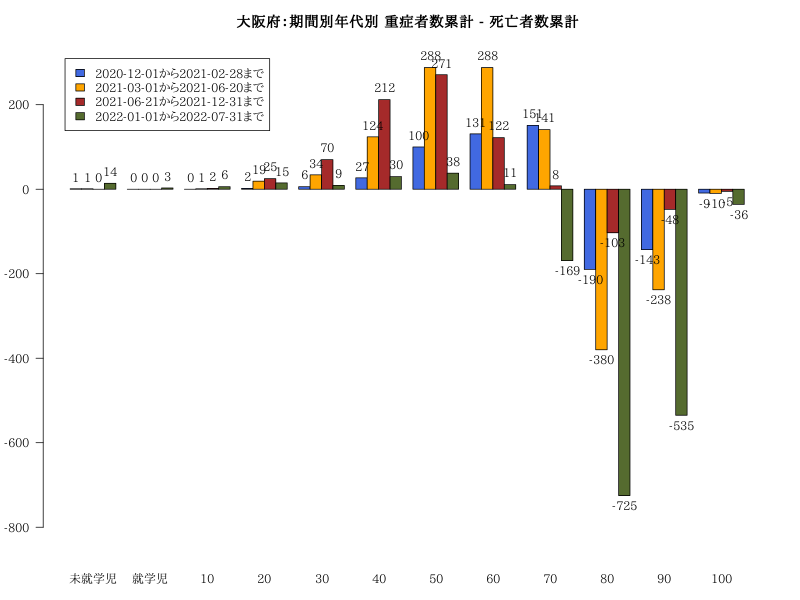 大阪府：期間別年代別 重症者数累計 - 死亡者数累計
2020-12-01から2021-02-28まで
2021-03-01から2021-06-20まで
2021-06-21から2021-12-31まで
2022-01-01から2022-07-31まで
200
0
-200
-400
-600
-800
1 1 0 14
0 0 0 3
0 1 2 6
2 19 25 15
6 34 70 9
27 124 212 30
100 288 271 38
131 288 122 11
151 141 8 -169
-190 -380 -103 -725
-143 -238 -48 -535
-9 -10 -5 -36
未就学児 就学児 10 20 30 40 50 60 70 80 90 100